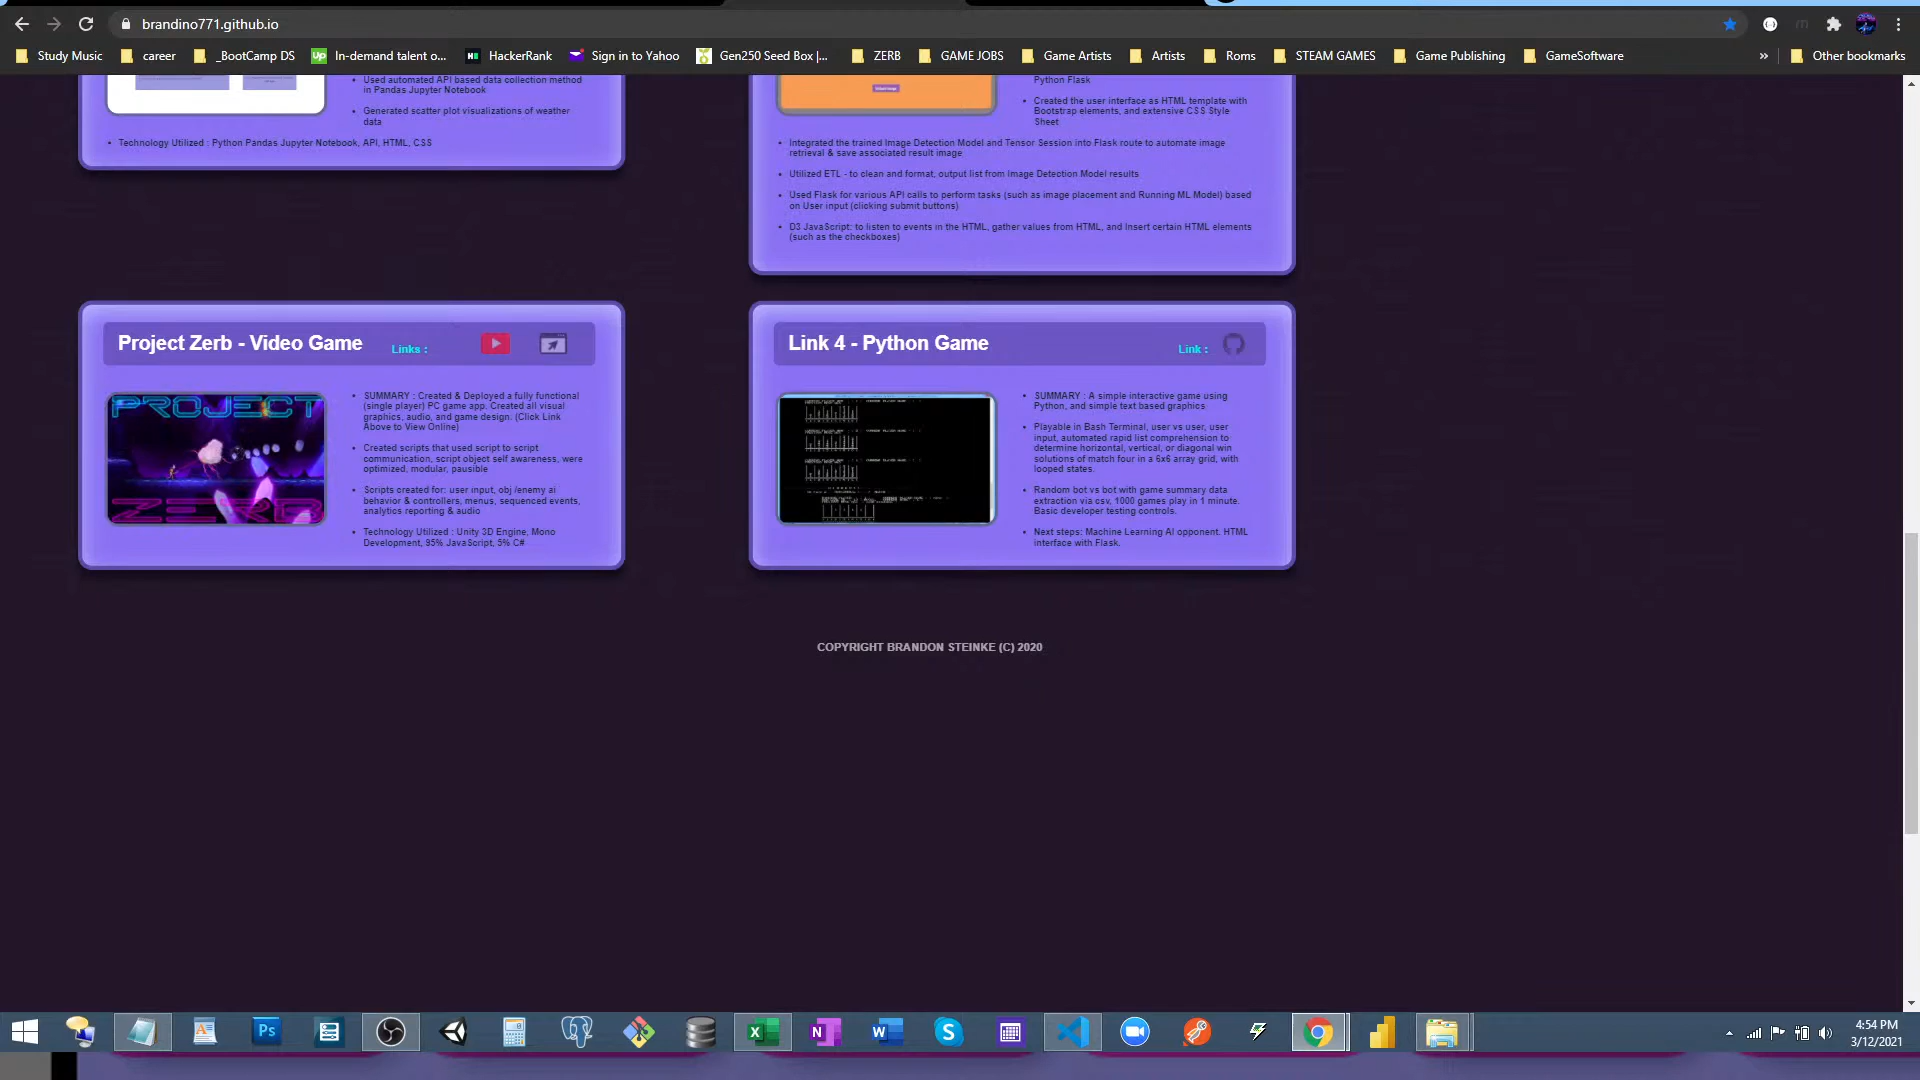 brandino771.github.io
Study Music
career
_BootCamp DS
Up
In-demand talent o...
HackerRank
Sign in to Yahoo
Gen250 Seed Box |...
ZERB
GAME JOBS
Game Artists
Artists
Roms
STEAM GAMES
Game Publishing
GameSoftware
»
Other bookmarks
• Used automated API based data collection method
in Pandas Jupyter Notebook
• Generated scatter plot visualizations of weather
data
• Technology Utilized : Python Pandas Jupyter Notebook, API, HTML, CSS
Python Flask
• Created the user interface as HTML template with
Bootstrap elements, and extensive CSS Style
Sheet
• Integrated the trained Image Detection Model and Tensor Session into Flask route to automate image
retrieval & save associated result image
• Utilized ETL - to clean and format, output list from Image Detection Model results
• Used Flask for various API calls to perform tasks (such as image placement and Running ML Model) based
on User input (clicking submit buttons)
• D3 JavaScript: to listen to events in the HTML, gather values from HTML, and Insert certain HTML elements
(such as the checkboxes)
Project Zerb - Video Game
Links :
PROJECT
ZERB
• SUMMARY : Created & Deployed a fully functional
(single player) PC game app. Created all visual
graphics, audio, and game design. (Click Link
Above to View Online)
• Created scripts that used script to script
communication, script object self awareness, were
optimized, modular, pausible
• Scripts created for: user input, obj /enemy ai
behavior & controllers, menus, sequenced events,
analytics reporting & audio
• Technology Utilized : Unity 3D Engine, Mono
Development, 95% JavaScript, 5% C#
Link 4 - Python Game
Link :
• SUMMARY : A simple interactive game using
Python, and simple text based graphics
• Playable in Bash Terminal, user vs user, user
input, automated rapid list comprehension to
determine horizontal, vertical, or diagonal win
solutions of match four in a 6x6 array grid, with
looped states.
• Random bot vs bot with game summary data
extraction via csv, 1000 games play in 1 minute.
Basic developer testing controls.
• Next steps: Machine Learning AI opponent. HTML
interface with Flask.
COPYRIGHT BRANDON STEINKE (C) 2020
Ps
4:54 PM
3/12/2021